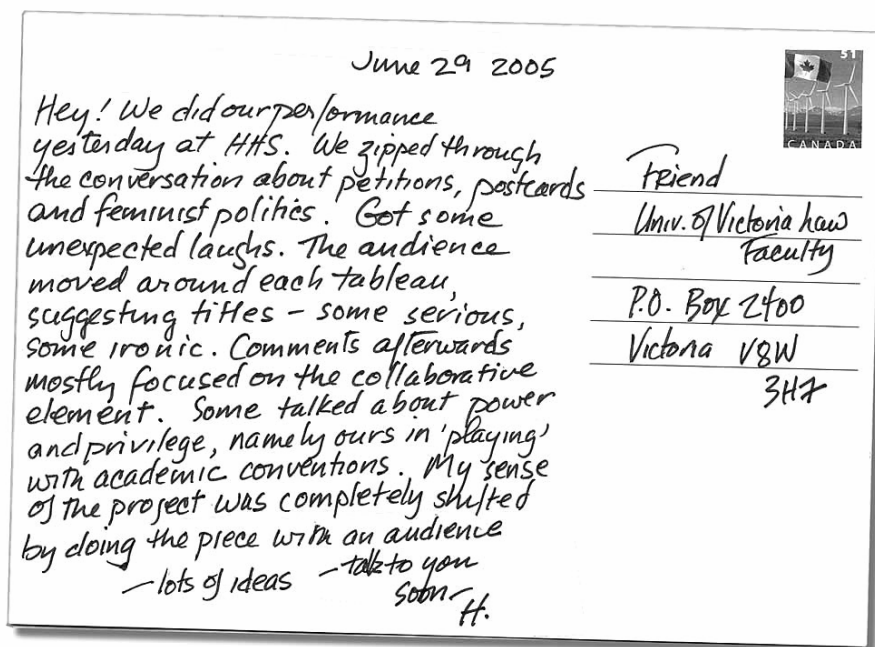 June 29 2005
Hey! We did our performance
yesterday at HHS. We zipped through
the conversation about petitions, postcards
and feminist politics. Got some
unexpected laughs. The audience
moved around each tableau,
suggesting titles – some serious,
some ironic. Comments afterwards
mostly focused on the collaborative
element. Some talked about power
and privilege, namely ours in 'playing'
with academic conventions. My sense
of the project was completely shifted
by doing the piece with an audience
– lots of ideas – talk to you
soon –
H.
51
CANADA
Friend
Univ. of Victoria Law
Faculty
P.O. Box 2400
Victoria V8W
3H7